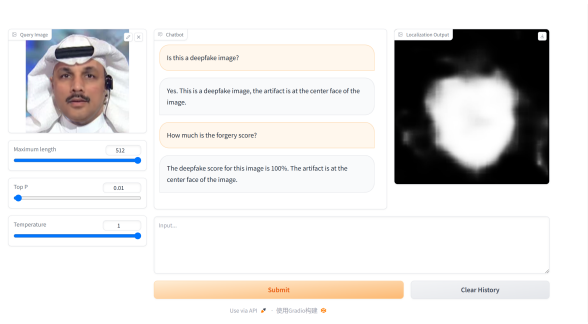 Query Image
Chatbot
Localization Output
Is this a deepfake image?
Yes. This is a deepfake image, the artifact is at the center face of the
image.
How much is the forgery score?
The deepfake score for this image is 100%. The artifact is at the
center face of the image.
Maximum length
512
Top P
0.01
Temperature
1
Input...
Submit
Clear History
Use via API
· 使用Gradio构建